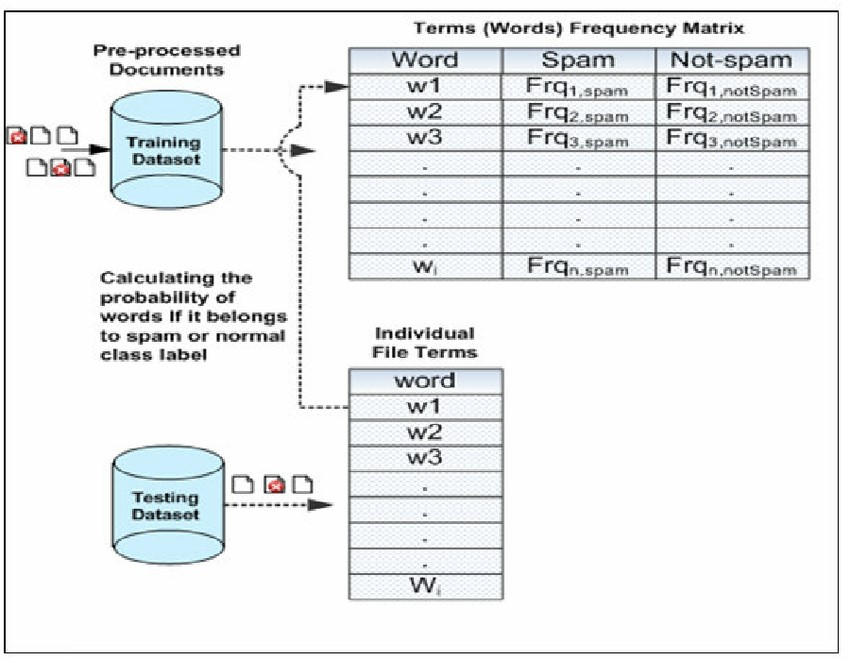 Terms (Words) Frequency Matrix
Pre-processed
Documents
Training
Dataset
Word Spam Not-spam
w1 Frq1,spam Frq1,notSpam
w2 Frq2,spam Frq2,notSpam
w3 Frq3,spam Frq3,notSpam
. . .
. . .
. . .
. . .
wi Frqn,spam Frqn,notSpam
Calculating the
probability of
words If it belongs
to spam or normal
class label
Individual
File Terms
word
w1
w2
w3
.
.
.
.
Wi
Testing
Dataset